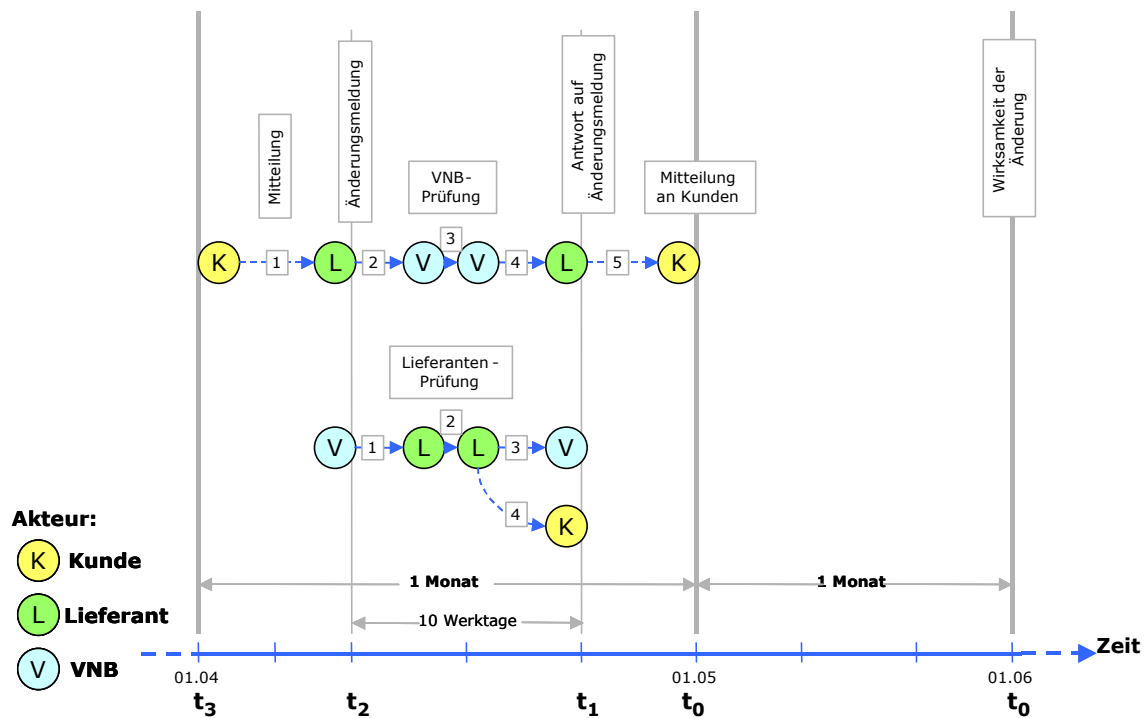 Mitteilung
Änderungsmeldung
VNB-
Prüfung
Antwort auf
Änderungsmeldung
Mitteilung
an Kunden
Wirksamkeit der
Änderung
K 1 L 2 V 3 V 4 L 5 K
Lieferanten -
Prüfung
V 1 L 2 L 3 V
4 K
Akteur:
K Kunde
L Lieferant
V VNB
1 Monat 1 Monat
10 Werktage
Zeit
01.04 01.05 01.06
t3 t2 t1 t0 t0